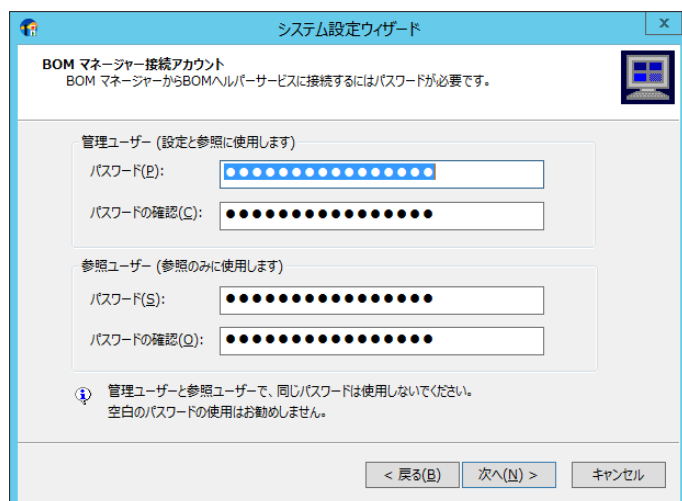 システム設定ウィザード
x
BOM マネージャー接続アカウント
BOM マネージャーからBOMヘルパーサービスに接続するにはパスワードが必要です。
管理ユーザー (設定と参照に使用します)
パスワード(P): ●●●●●●●●●●●●●●●●
パスワードの確認(C): ●●●●●●●●●●●●●●●●
参照ユーザー (参照のみに使用します)
パスワード(S): ●●●●●●●●●●●●●●●●
パスワードの確認(O): ●●●●●●●●●●●●●●●●
管理ユーザーと参照ユーザーで、同じパスワードは使用しないでください。
空白のパスワードの使用はお勧めしません。
< 戻る(B) 次へ(N) > キャンセル